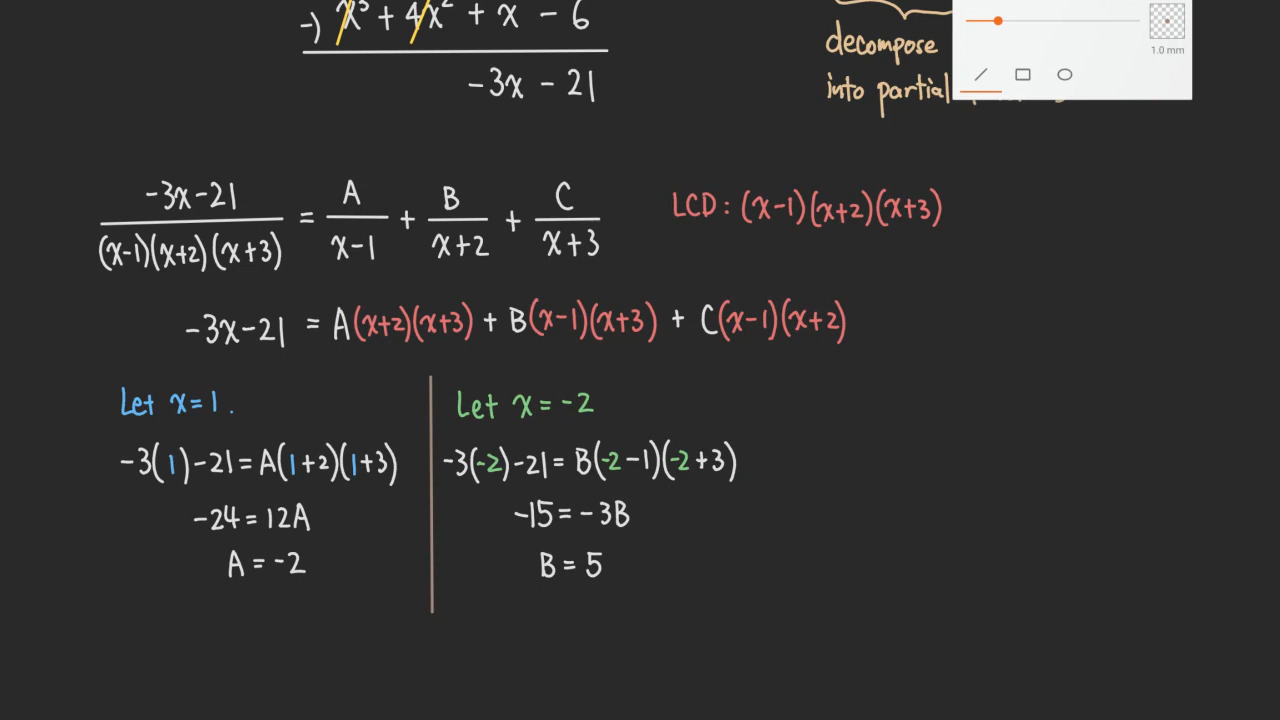 -) x³ + 4x² + x - 6
-3x - 21
decompose
into partial
1.0 mm
-3x-21 / (x-1)(x+2)(x+3) = A / x-1 + B / x+2 + C / x+3
LCD: (x-1)(x+2)(x+3)
-3x-21 = A(x+2)(x+3) + B(x-1)(x+3) + C(x-1)(x+2)
Let x=1.
-3(1)-21=A(1+2)(1+3)
-24=12A
A=-2
Let x=-2
-3(-2)-21=B(-2-1)(-2+3)
-15=-3B
B=5